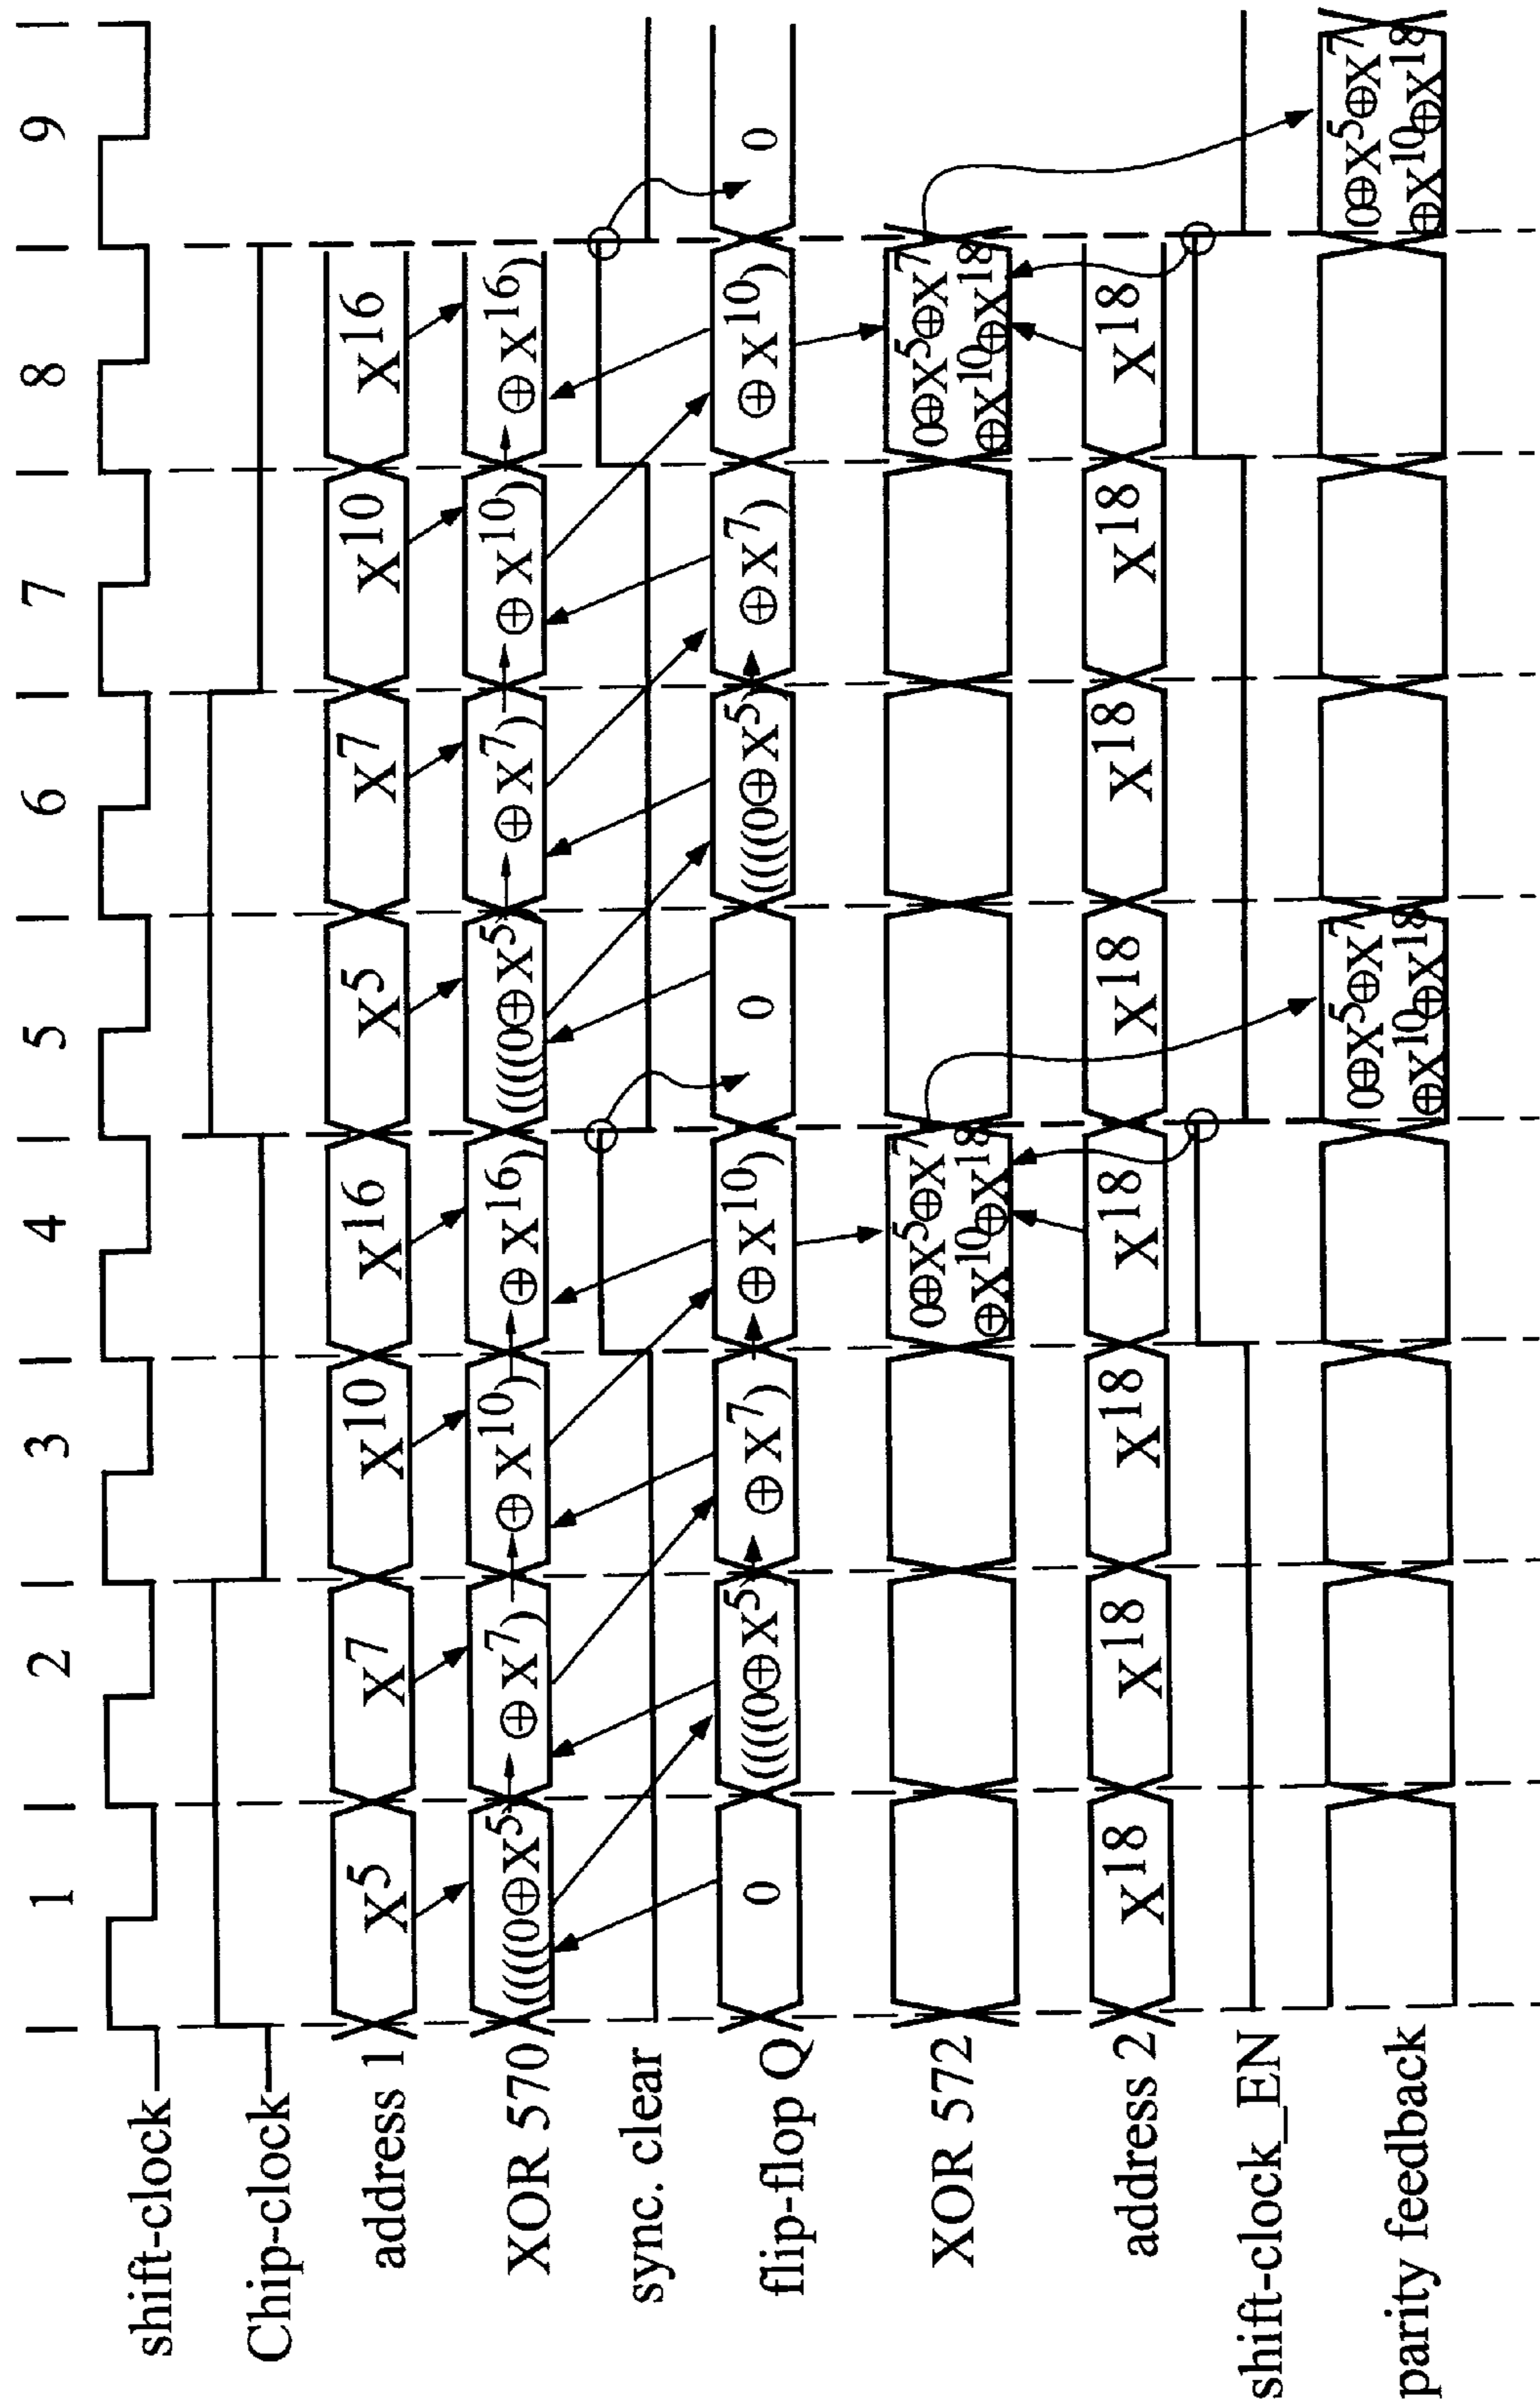 1 2 3 4 5 6 7 8 9
shift-clock
Chip-clock
address 1 X⁵ X⁷ X¹⁰ X¹⁶ X⁵ X⁷ X¹⁰ X¹⁶
XOR 570 ((((0⊕X⁵) ⊕X⁷) ⊕X¹⁰) ⊕X¹⁶) ((((0⊕X⁵) ⊕X⁷) ⊕X¹⁰) ⊕X¹⁶)
sync. clear
flip-flop Q 0 ((((0⊕X⁵) ⊕X⁷) ⊕X¹⁰) 0 ((((0⊕X⁵) ⊕X⁷) ⊕X¹⁰) 0
XOR 572 0⊕X⁵⊕X⁷ 0⊕X⁵⊕X⁷
⊕X¹⁰⊕X¹⁸ ⊕X¹⁰⊕X¹⁸
address 2 X¹⁸ X¹⁸ X¹⁸ X¹⁸ X¹⁸ X¹⁸ X¹⁸ X¹⁸
shift-clock_EN
parity feedback 0⊕X⁵⊕X⁷ 0⊕X⁵⊕X⁷
⊕X¹⁰⊕X¹⁸ ⊕X¹⁰⊕X¹⁸